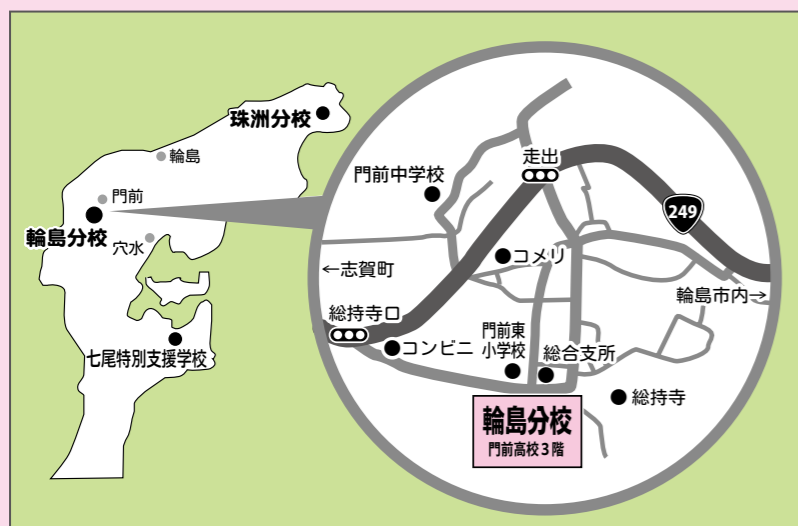 珠洲分校
輪島
門前
輪島分校
穴水
七尾特別支援学校
走出
門前中学校
249
コメリ
←志賀町
輪島市内→
総持寺口
コンビニ
門前東
小学校
総合支所
総持寺
輪島分校
門前高校3階